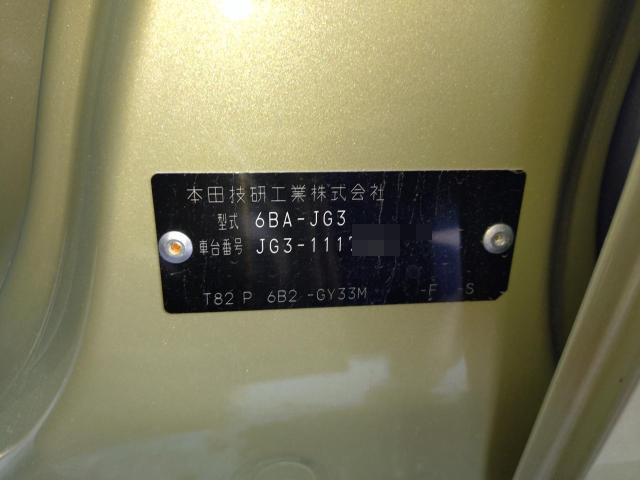 本田技研工業株式会社
型式 6BA-JG3
車台番号 JG3-111
T82 P 6B2 -GY33M -F -S